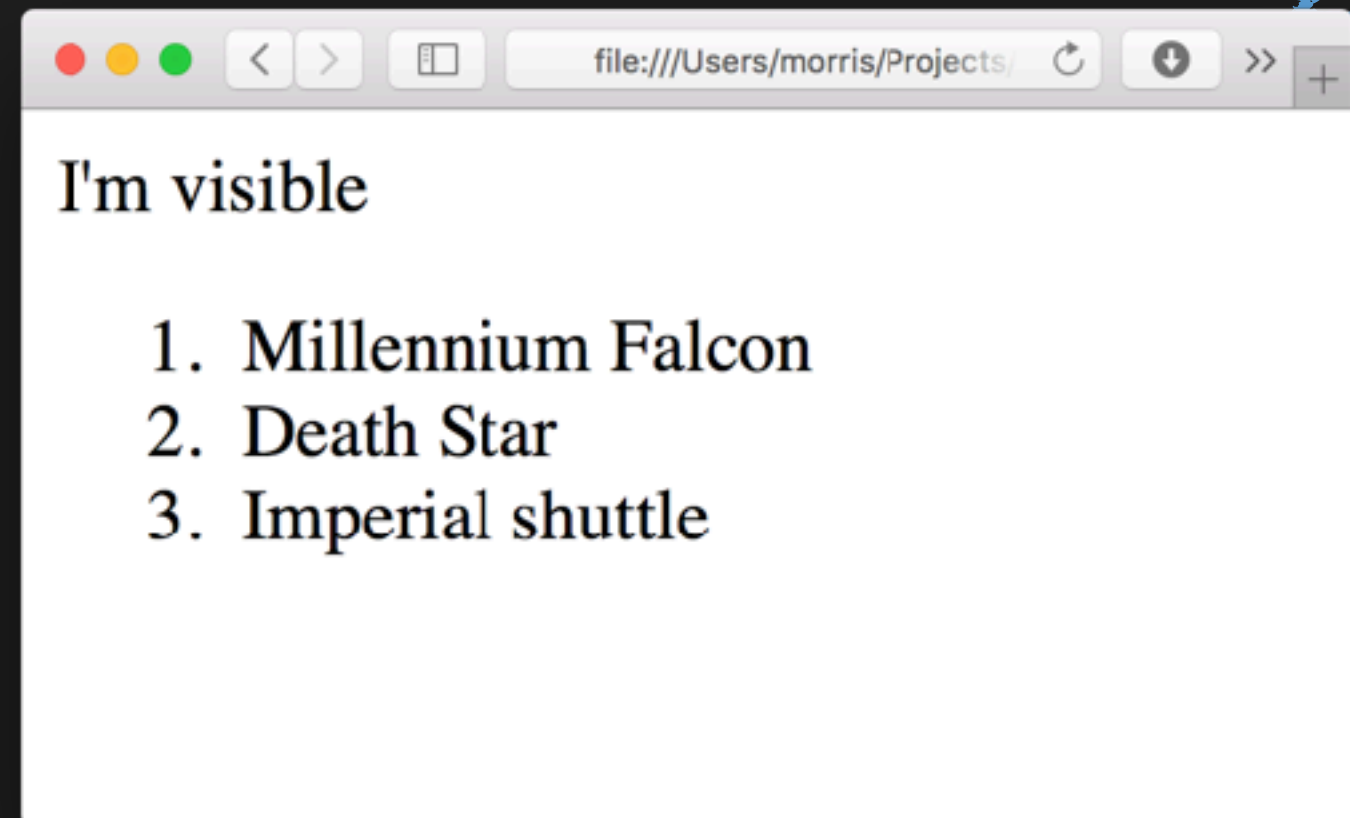 file:///Users/morris/Projects/
I'm visible
1. Millennium Falcon
2. Death Star
3. Imperial shuttle